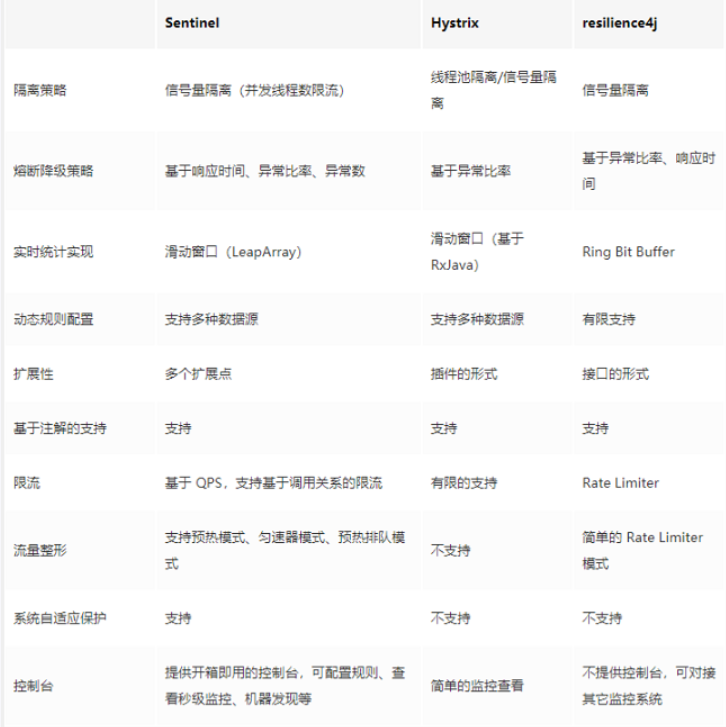 Sentinel Hystrix resilience4j
隔离策略 信号量隔离（并发线程数限流） 线程池隔离/信号量隔
离 信号量隔离
熔断降级策略 基于响应时间、异常比率、异常数 基于异常比率 基于异常比率、响应时
间
实时统计实现 滑动窗口（LeapArray） 滑动窗口（基于
RxJava） Ring Bit Buffer
动态规则配置 支持多种数据源 支持多种数据源 有限支持
扩展性 多个扩展点 插件的形式 接口的形式
基于注解的支持 支持 支持 支持
限流 基于 QPS，支持基于调用关系的限流 有限的支持 Rate Limiter
流量整形 支持预热模式、匀速器模式、预热排队模
式 不支持 简单的 Rate Limiter
模式
系统自适应保护 支持 不支持 不支持
控制台 提供开箱即用的控制台，可配置规则、查
看秒级监控、机器发现等 简单的监控查看 不提供控制台，可对接
其它监控系统